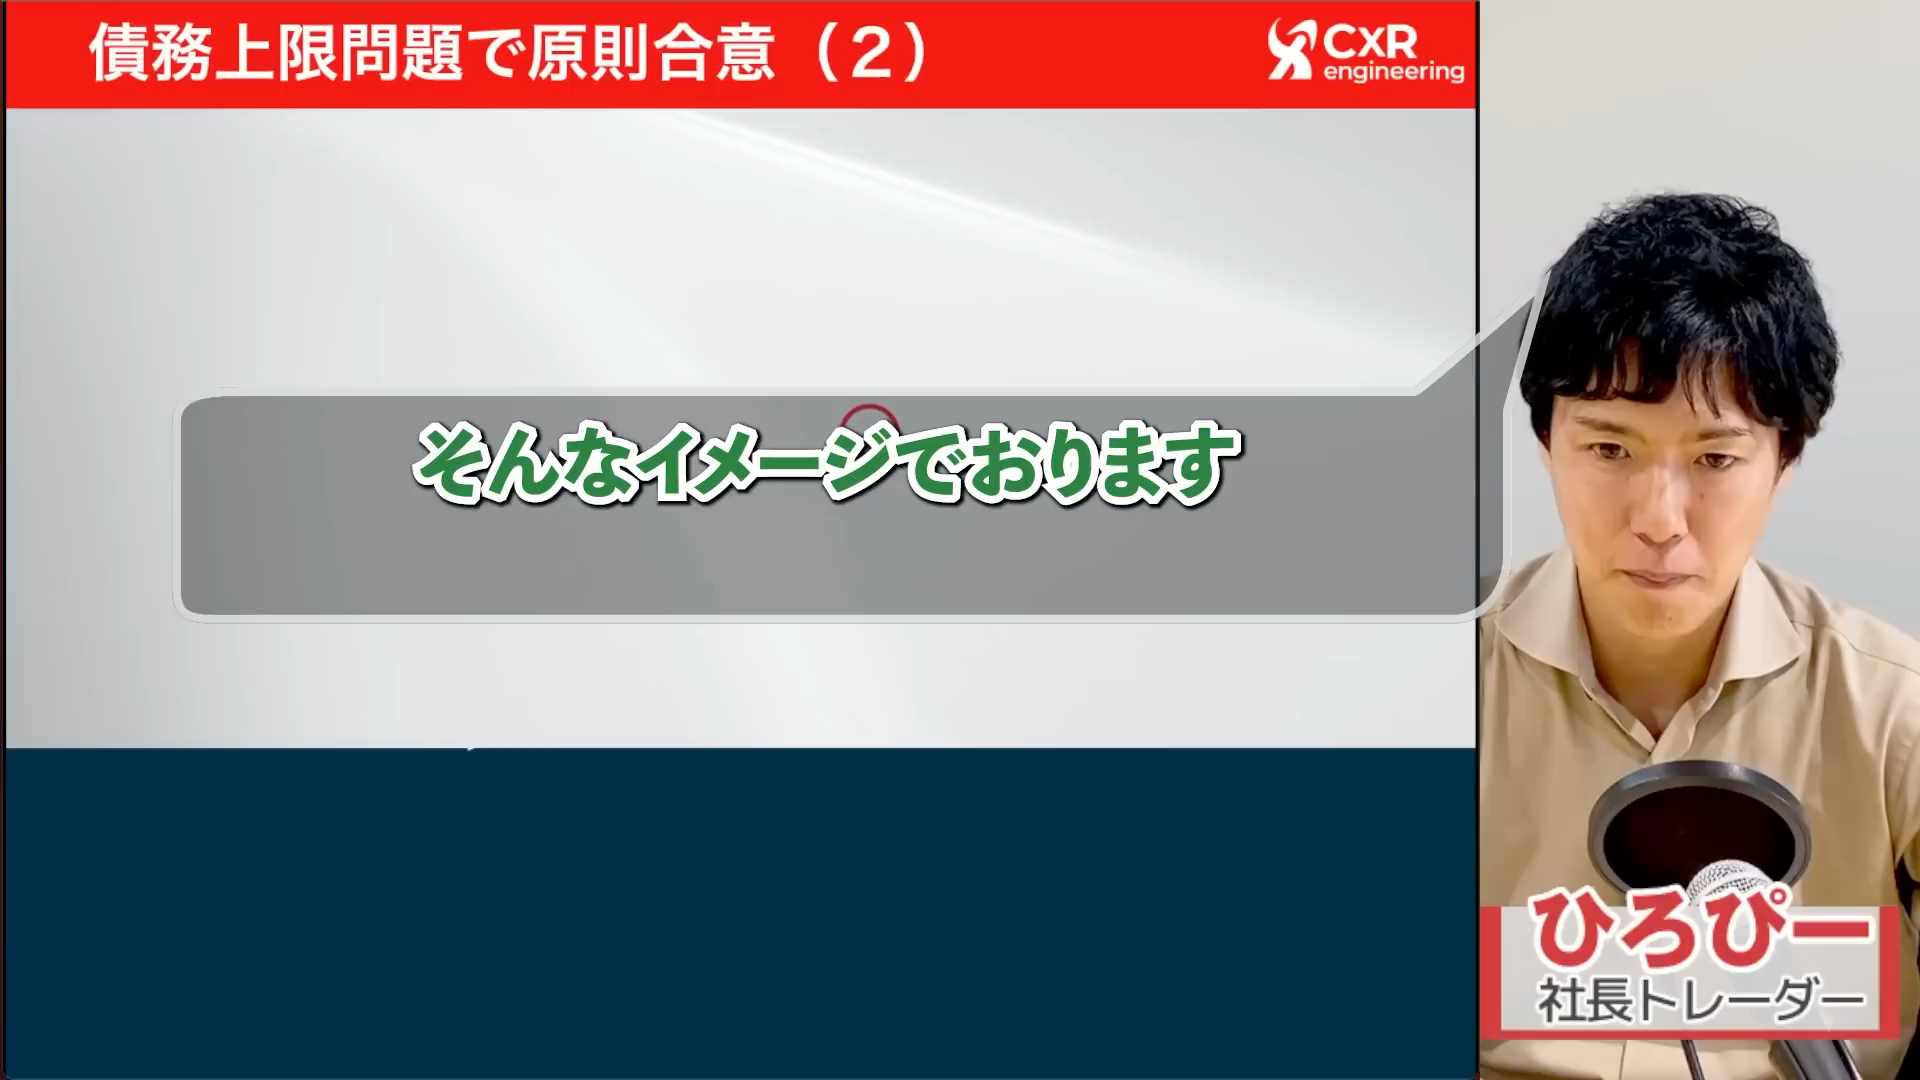 債務上限問題で原則合意（２）
CXR
engineering
そんなイメージでおります
ひろぴー
社長トレーダー